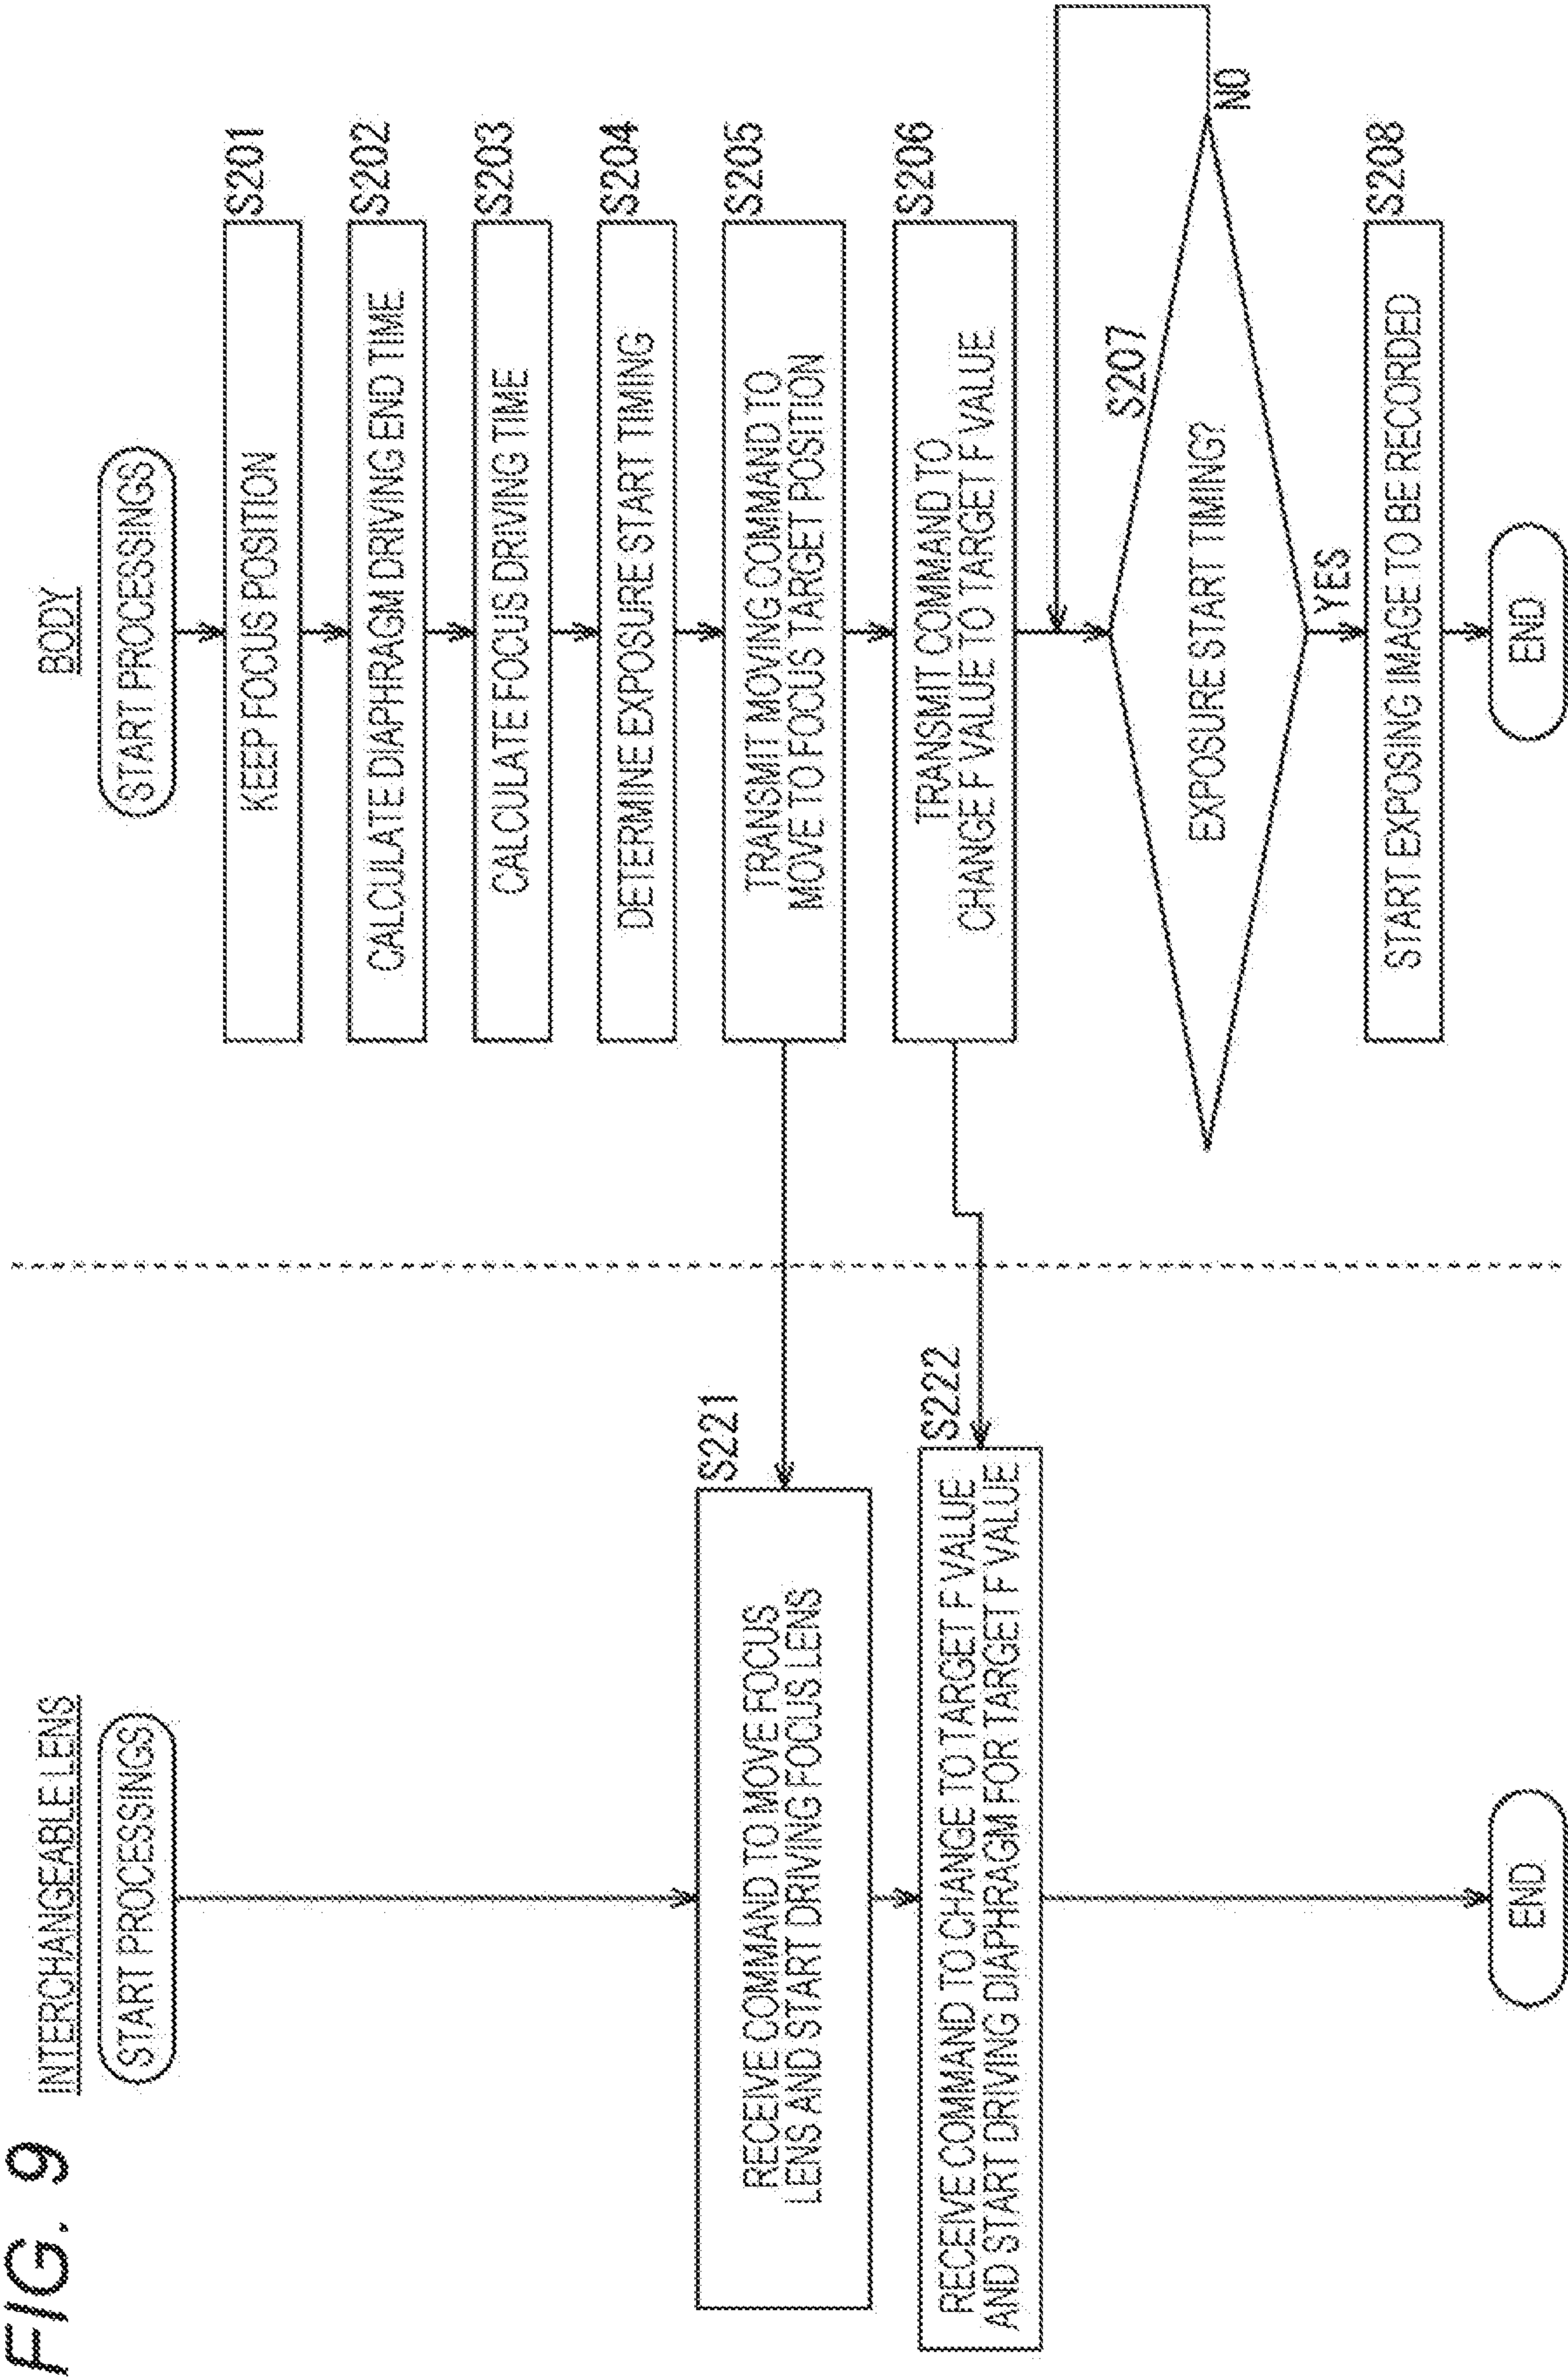 FIG. 9
INTERCHANGEABLE LENS
START PROCESSINGS
S221
RECEIVE COMMAND TO MOVE FOCUS
LENS AND START DRIVING FOCUS LENS
S222
RECEIVE COMMAND TO CHANGE TO TARGET F VALUE
AND START DRIVING DIAPHRAGM FOR TARGET F VALUE
END
BODY
START PROCESSINGS
S201
KEEP FOCUS POSITION
S202
CALCULATE DIAPHRAGM DRIVING END TIME
S203
CALCULATE FOCUS DRIVING TIME
S204
DETERMINE EXPOSURE START TIMING
S205
TRANSMIT MOVING COMMAND TO
MOVE TO FOCUS TARGET POSITION
S206
TRANSMIT COMMAND TO
CHANGE F VALUE TO TARGET F VALUE
S207
EXPOSURE START TIMING?
NO
YES
S208
START EXPOSING IMAGE TO BE RECORDED
END